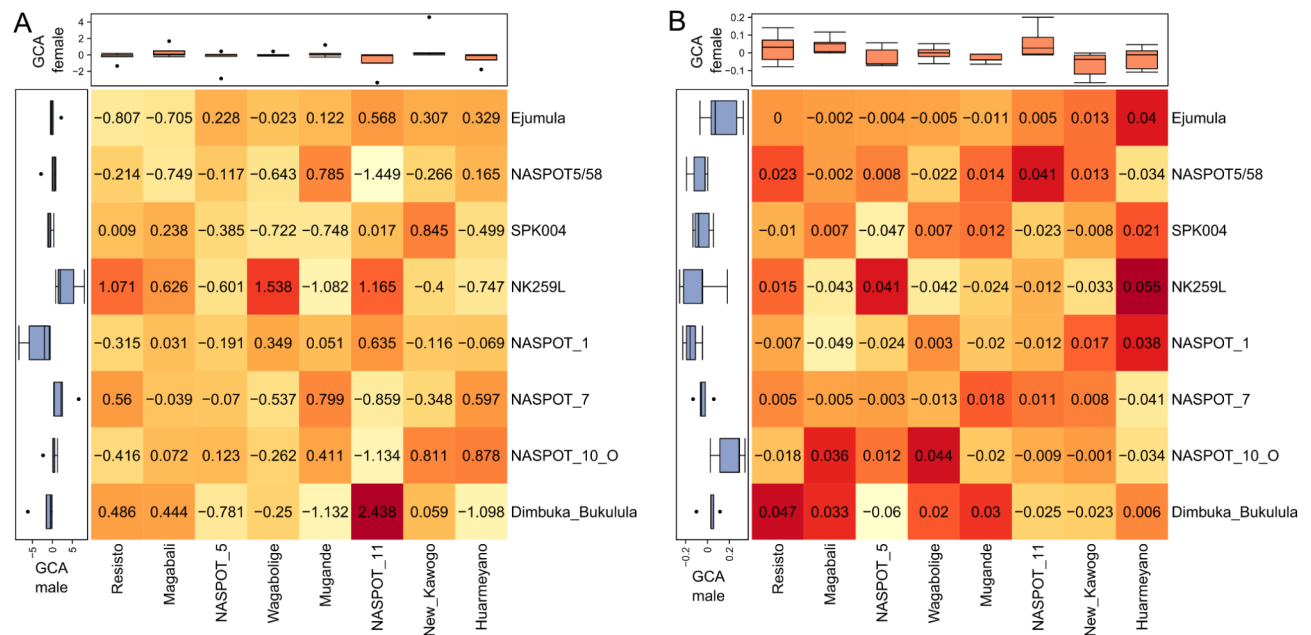 A
GCA
female
4
2
0
−2
−0.807 −0.705 0.228 −0.023 0.122 0.568 0.307 0.329 Ejumula
−0.214 −0.749 −0.117 −0.643 0.785 −1.449 −0.266 0.165 NASPOT5/58
0.009 0.238 −0.385 −0.722 −0.748 0.017 0.845 −0.499 SPK004
1.071 0.626 −0.601 1.538 −1.082 1.165 −0.4 −0.747 NK259L
−0.315 0.031 −0.191 0.349 0.051 0.635 −0.116 −0.069 NASPOT_1
0.56 −0.039 −0.07 −0.537 0.799 −0.859 −0.348 0.597 NASPOT_7
−0.416 0.072 0.123 −0.262 0.411 −1.134 0.811 0.878 NASPOT_10_O
0.486 0.444 −0.781 −0.25 −1.132 2.438 0.059 −1.098 Dimbuka_Bukulula
−5 0 5
GCA
male
Resisto Magabali NASPOT_5 Wagabolige Mugande NASPOT_11 New_Kawogo Huarmeyano
B
GCA
female
0.2
0.1
0
−0.1
0 −0.002 −0.004 −0.005 −0.011 0.005 0.013 0.04 Ejumula
0.023 −0.002 0.008 −0.022 0.014 0.041 0.013 −0.034 NASPOT5/58
−0.01 0.007 −0.047 0.007 0.012 −0.023 −0.008 0.021 SPK004
0.015 −0.043 0.041 −0.042 −0.024 −0.012 −0.033 0.055 NK259L
−0.007 −0.049 −0.024 0.003 −0.02 −0.012 0.017 0.038 NASPOT_1
0.005 −0.005 −0.003 −0.013 0.018 0.011 0.008 −0.041 NASPOT_7
−0.018 0.036 0.012 0.044 −0.02 −0.009 −0.001 −0.034 NASPOT_10_O
0.047 0.033 −0.06 0.02 0.03 −0.025 −0.023 0.006 Dimbuka_Bukulula
−0.2 0 0.2
GCA
male
Resisto Magabali NASPOT_5 Wagabolige Mugande NASPOT_11 New_Kawogo Huarmeyano